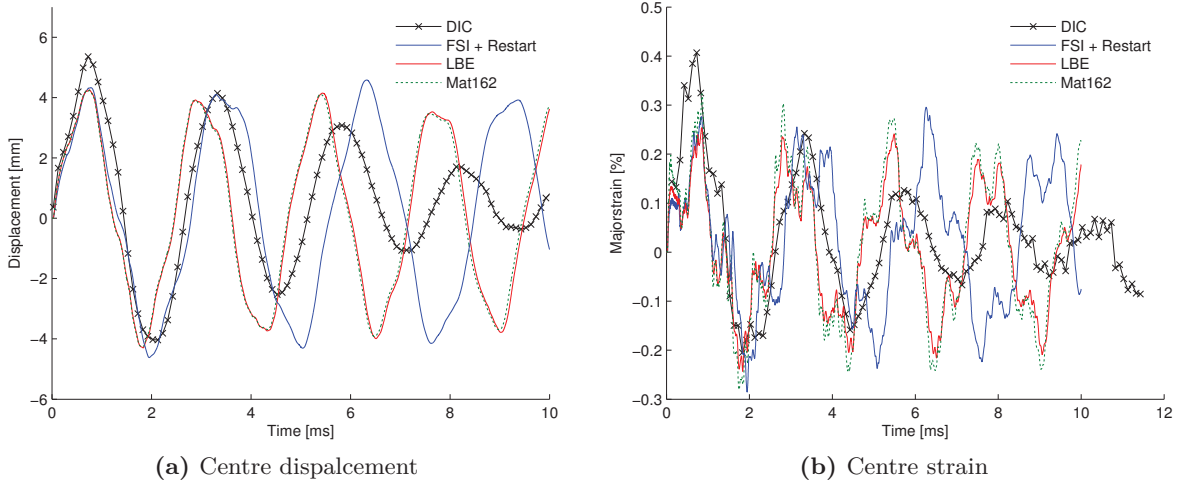 DIC
FSI + Restart
LBE
Mat162
6
4
2
0
−2
−4
−6
Displacement [mm]
0 2 4 6 8 10
Time [ms]
(a) Centre dispalcement
DIC
FSI + Restart
LBE
Mat162
0.5
0.4
0.3
0.2
0.1
0
−0.1
−0.2
−0.3
Majorstrain [%]
0 2 4 6 8 10 12
Time [ms]
(b) Centre strain